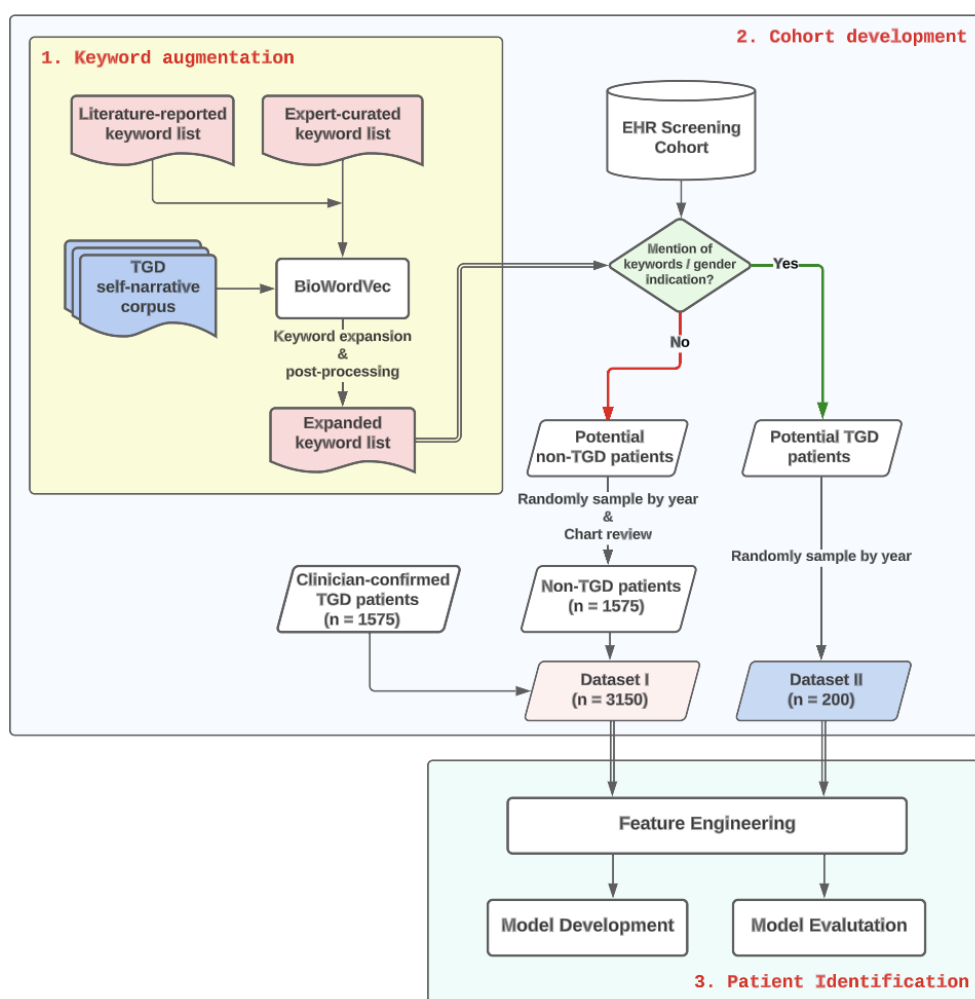 2. Cohort development
1. Keyword augmentation
Literature-reported
keyword list
Expert-curated
keyword list
EHR Screening
Cohort
TGD
self-narrative
corpus
BioWordVec
Mention of
keywords / gender
indication?
Yes
No
Keyword expansion
&
post-processing
Expanded
keyword list
Potential
non-TGD patients
Potential TGD
patients
Randomly sample by year
&
Chart review
Randomly sample by year
Clinician-confirmed
TGD patients
(n = 1575)
Non-TGD patients
(n = 1575)
Dataset I
(n = 3150)
Dataset II
(n = 200)
Feature Engineering
Model Development
Model Evalutation
3. Patient Identification